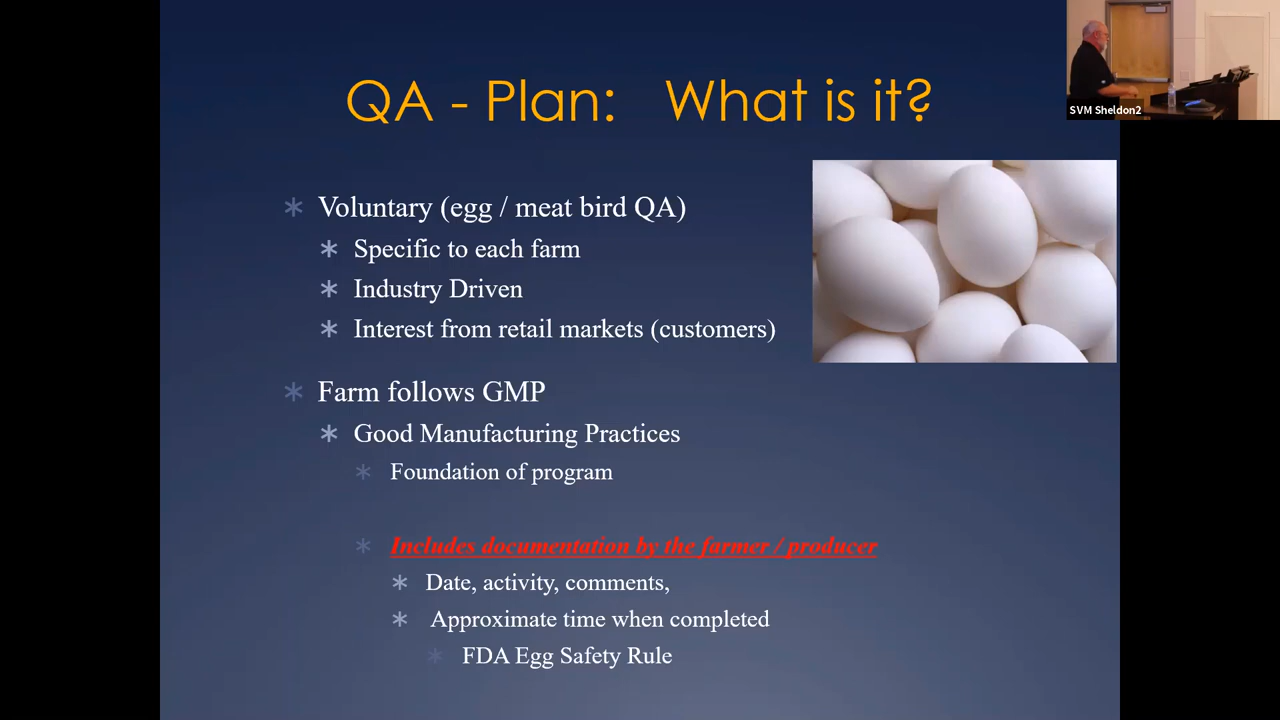 SVM Sheldon2
QA - Plan: What is it?
Voluntary (egg / meat bird QA)
Specific to each farm
Industry Driven
Interest from retail markets (customers)
Farm follows GMP
Good Manufacturing Practices
Foundation of program
Includes documentation by the farmer / producer
Date, activity, comments,
Approximate time when completed
FDA Egg Safety Rule